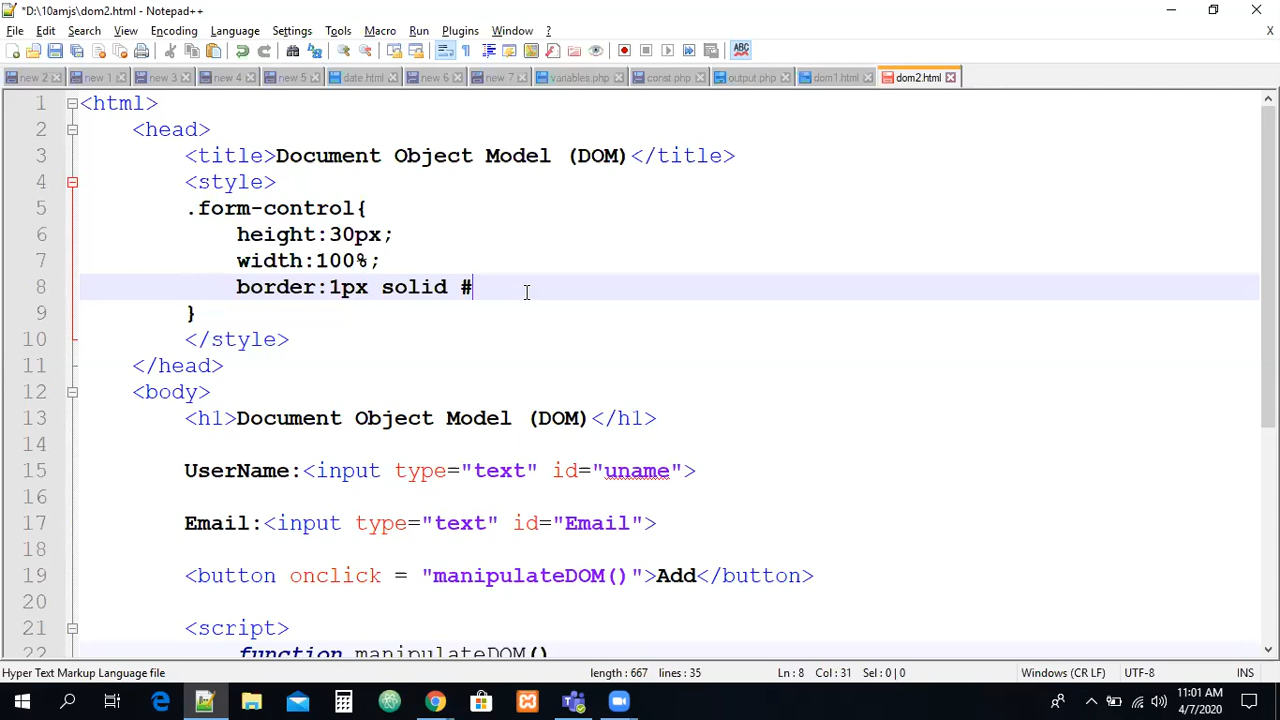 *D:\10amjs\dom2.html - Notepad++
File Edit Search View Encoding Language Settings Tools Macro Run Plugins Window ? X
new 2 new 1 new 3 new 4 new 5 date.html new 6 new 7 variables.php const.php output.php dom1.html dom2.html
1 <html>
2 <head>
3 <title>Document Object Model (DOM)</title>
4 <style>
5 .form-control{
6 height:30px;
7 width:100%;
8 border:1px solid #
9 }
10 </style>
11 </head>
12 <body>
13 <h1>Document Object Model (DOM)</h1>
14
15 UserName:<input type="text" id="uname">
16
17 Email:<input type="text" id="Email">
18
19 <button onclick = "manipulateDOM()">Add</button>
20
21 <script>
22 function manipulateDOM()
Hyper Text Markup Language file length : 667 lines : 35 Ln : 8 Col : 31 Sel : 0 | 0 Windows (CR LF) UTF-8 INS
11:01 AM
4/7/2020